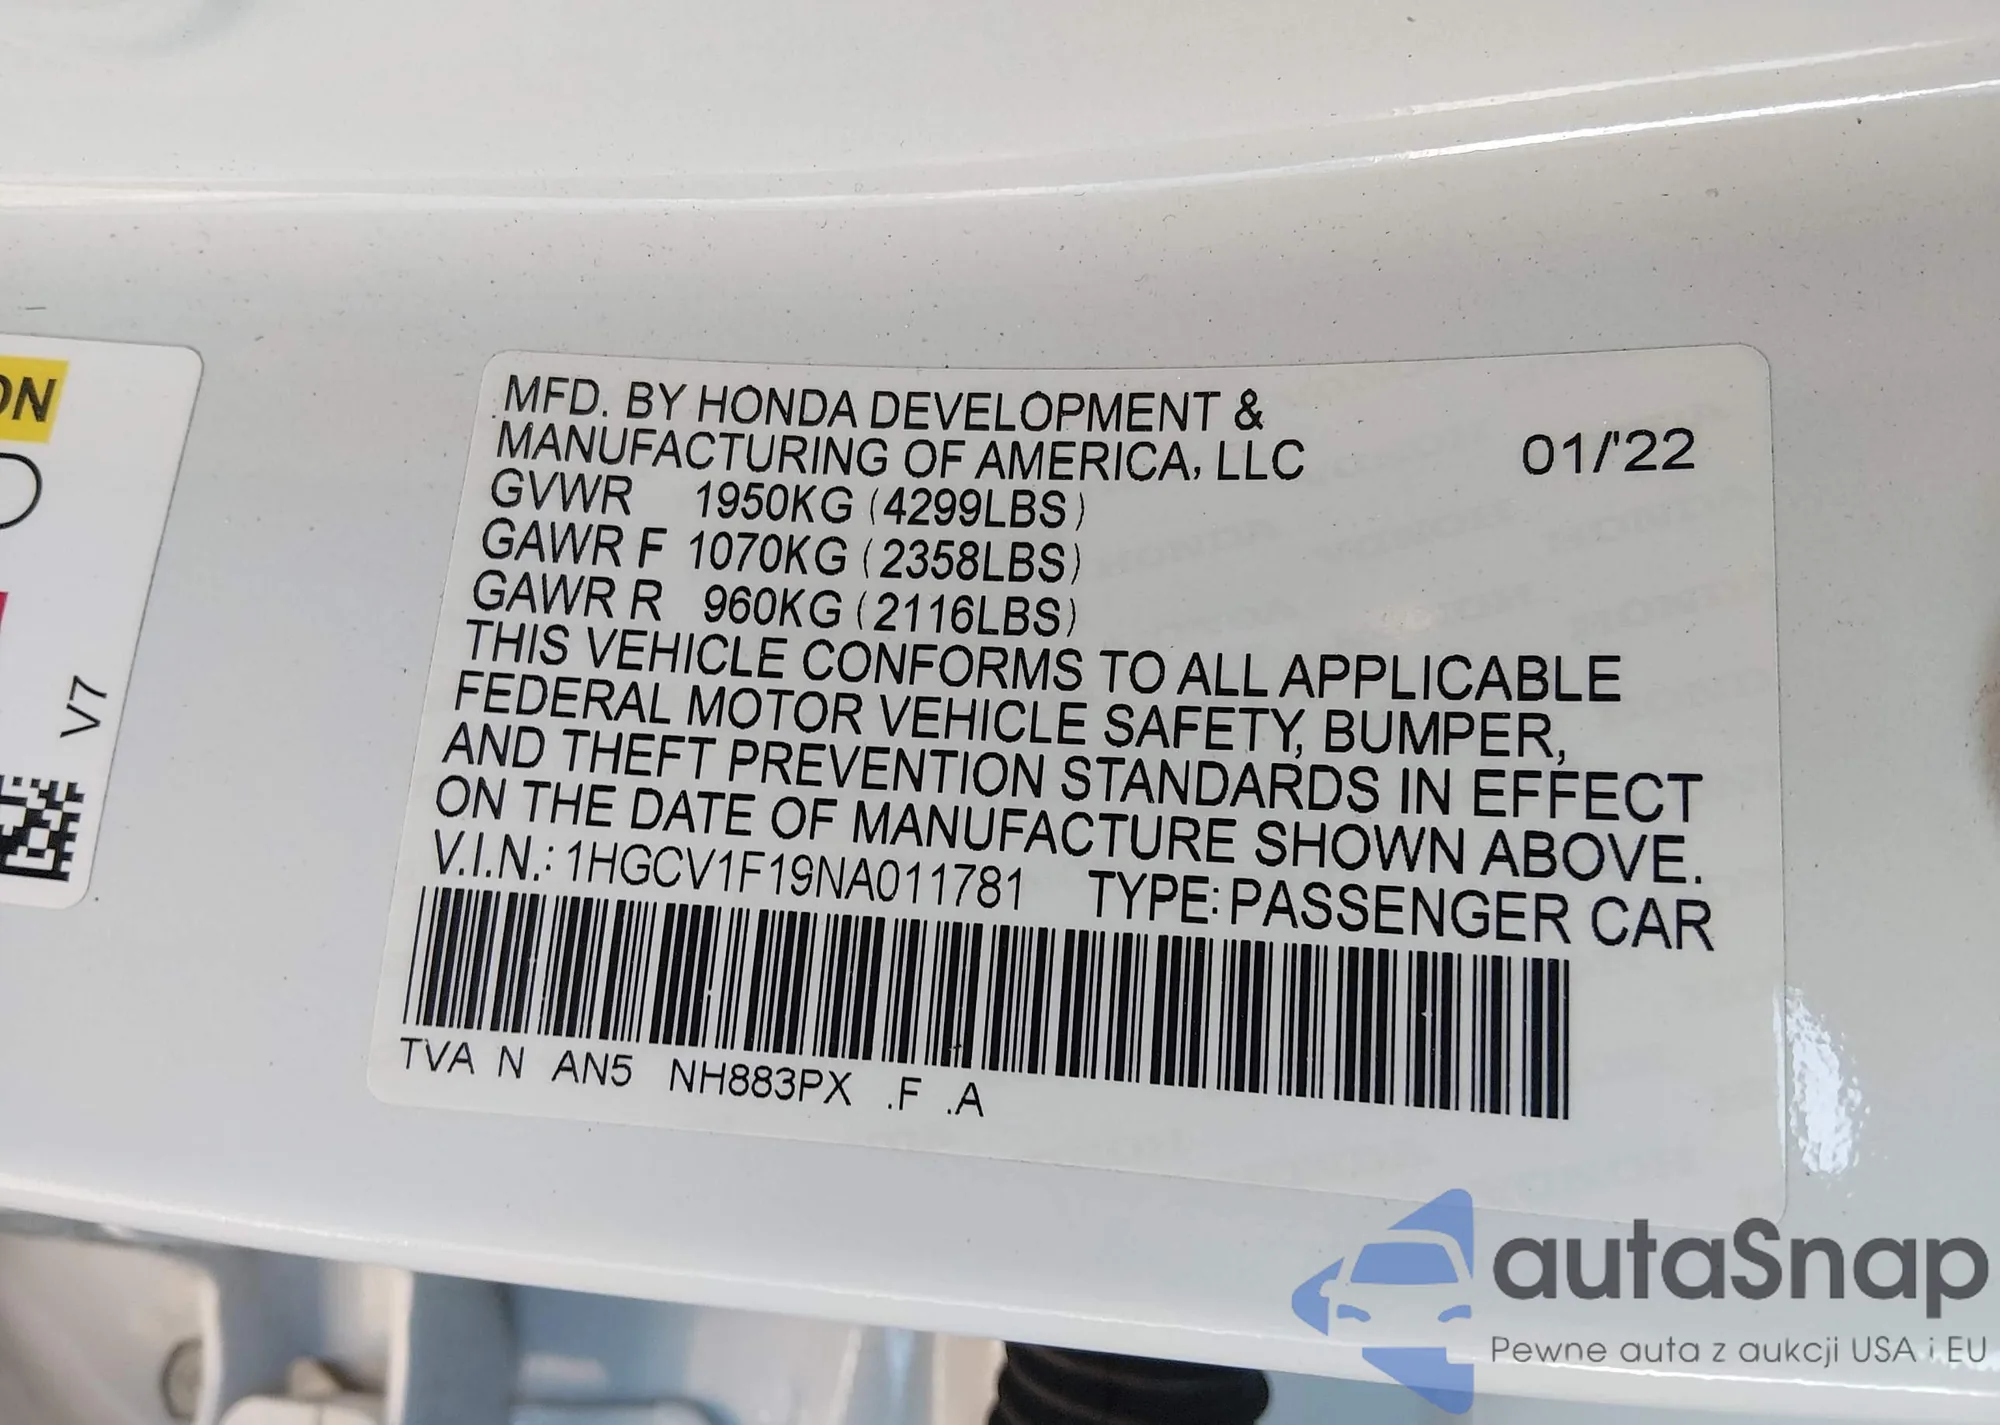 ON
V7
MFD. BY HONDA DEVELOPMENT &
MANUFACTURING OF AMERICA, LLC 01/'22
GVWR 1950KG (4299LBS)
GAWR F 1070KG (2358LBS)
GAWR R 960KG (2116LBS)
THIS VEHICLE CONFORMS TO ALL APPLICABLE
FEDERAL MOTOR VEHICLE SAFETY, BUMPER,
AND THEFT PREVENTION STANDARDS IN EFFECT
ON THE DATE OF MANUFACTURE SHOWN ABOVE.
V.I.N.: 1HGCV1F19NA011781 TYPE: PASSENGER CAR
TVA N AN5 NH883PX .F .A
autaSnap
Pewne auta z aukcji USA i EU